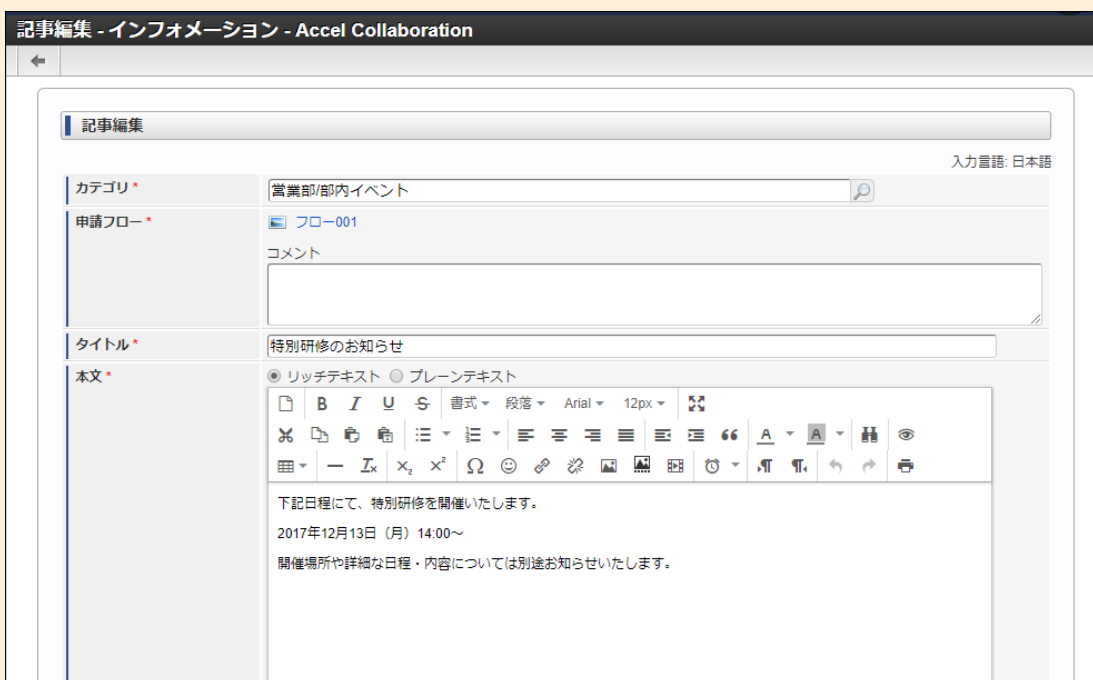 記事編集 - インフォメーション - Accel Collaboration
記事編集
入力言語: 日本語
カテゴリ *
営業部/部内イベント
申請フロー *
フロー001
コメント
タイトル *
特別研修のお知らせ
本文 *
リッチテキスト プレーンテキスト
B I U S 書式 段落 Arial 12px
A A
Ix X₂ X² Ω
下記日程にて、特別研修を開催いたします。
2017年12月13日（月）14:00～
開催場所や詳細な日程・内容については別途お知らせいたします。